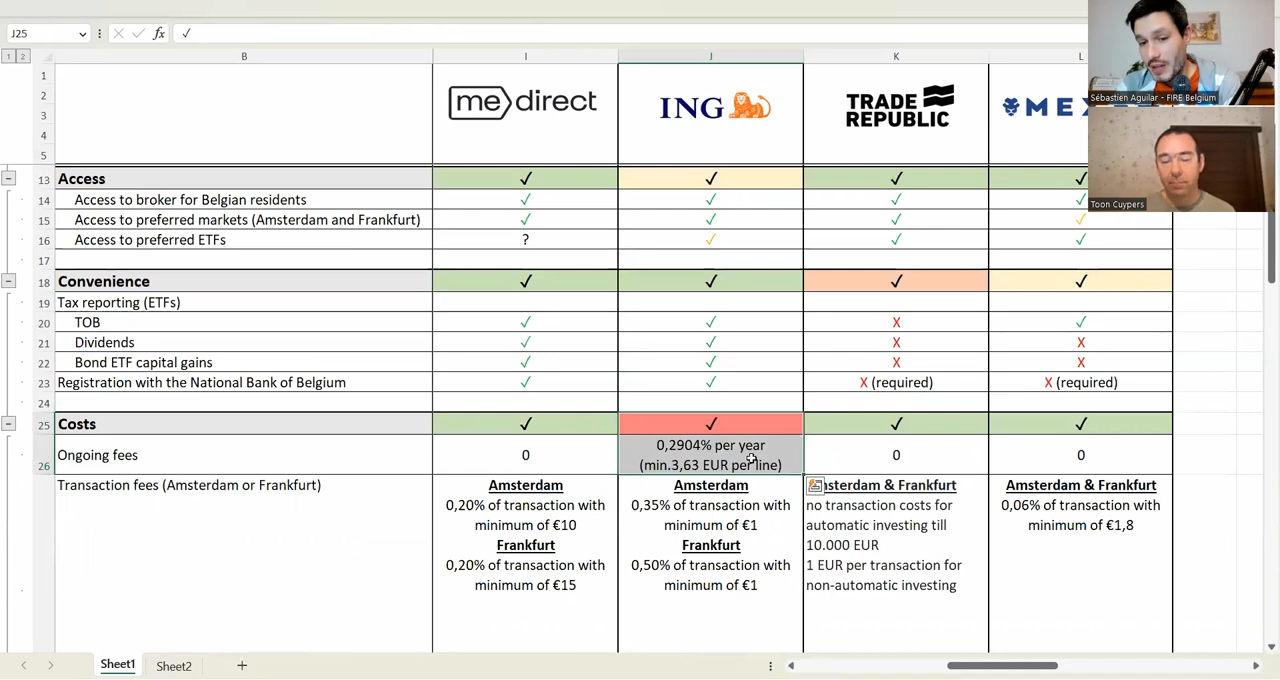 J25
fx
✓
1 2
B
I
J
K
L
1
2
3
4
5
me direct
ING
TRADE REPUBLIC
Sébastien Aguilar - FIRE Belgium
Toon Cuypers
13 Access ✓ ✓ ✓ ✓
14 Access to broker for Belgian residents ✓ ✓ ✓ ✓
15 Access to preferred markets (Amsterdam and Frankfurt) ✓ ✓ ✓ ✓
16 Access to preferred ETFs ? ✓ ✓ ✓
17
18 Convenience ✓ ✓ ✓ ✓
19 Tax reporting (ETFs)
20 TOB ✓ ✓ X ✓
21 Dividends ✓ ✓ X X
22 Bond ETF capital gains ✓ ✓ X X
23 Registration with the National Bank of Belgium ✓ ✓ X (required) X (required)
24
25 Costs ✓ ✓ ✓ ✓
26 Ongoing fees 0 0,2904% per year (min.3,63 EUR per line) 0 0
Transaction fees (Amsterdam or Frankfurt)
Amsterdam
0,20% of transaction with
minimum of €10
Frankfurt
0,20% of transaction with
minimum of €15
Amsterdam
0,35% of transaction with
minimum of €1
Frankfurt
0,50% of transaction with
minimum of €1
& Frankfurt
no transaction costs for
automatic investing till
10.000 EUR
1 EUR per transaction for
non-automatic investing
Amsterdam & Frankfurt
0,06% of transaction with
minimum of €1,8
Sheet1 Sheet2 +